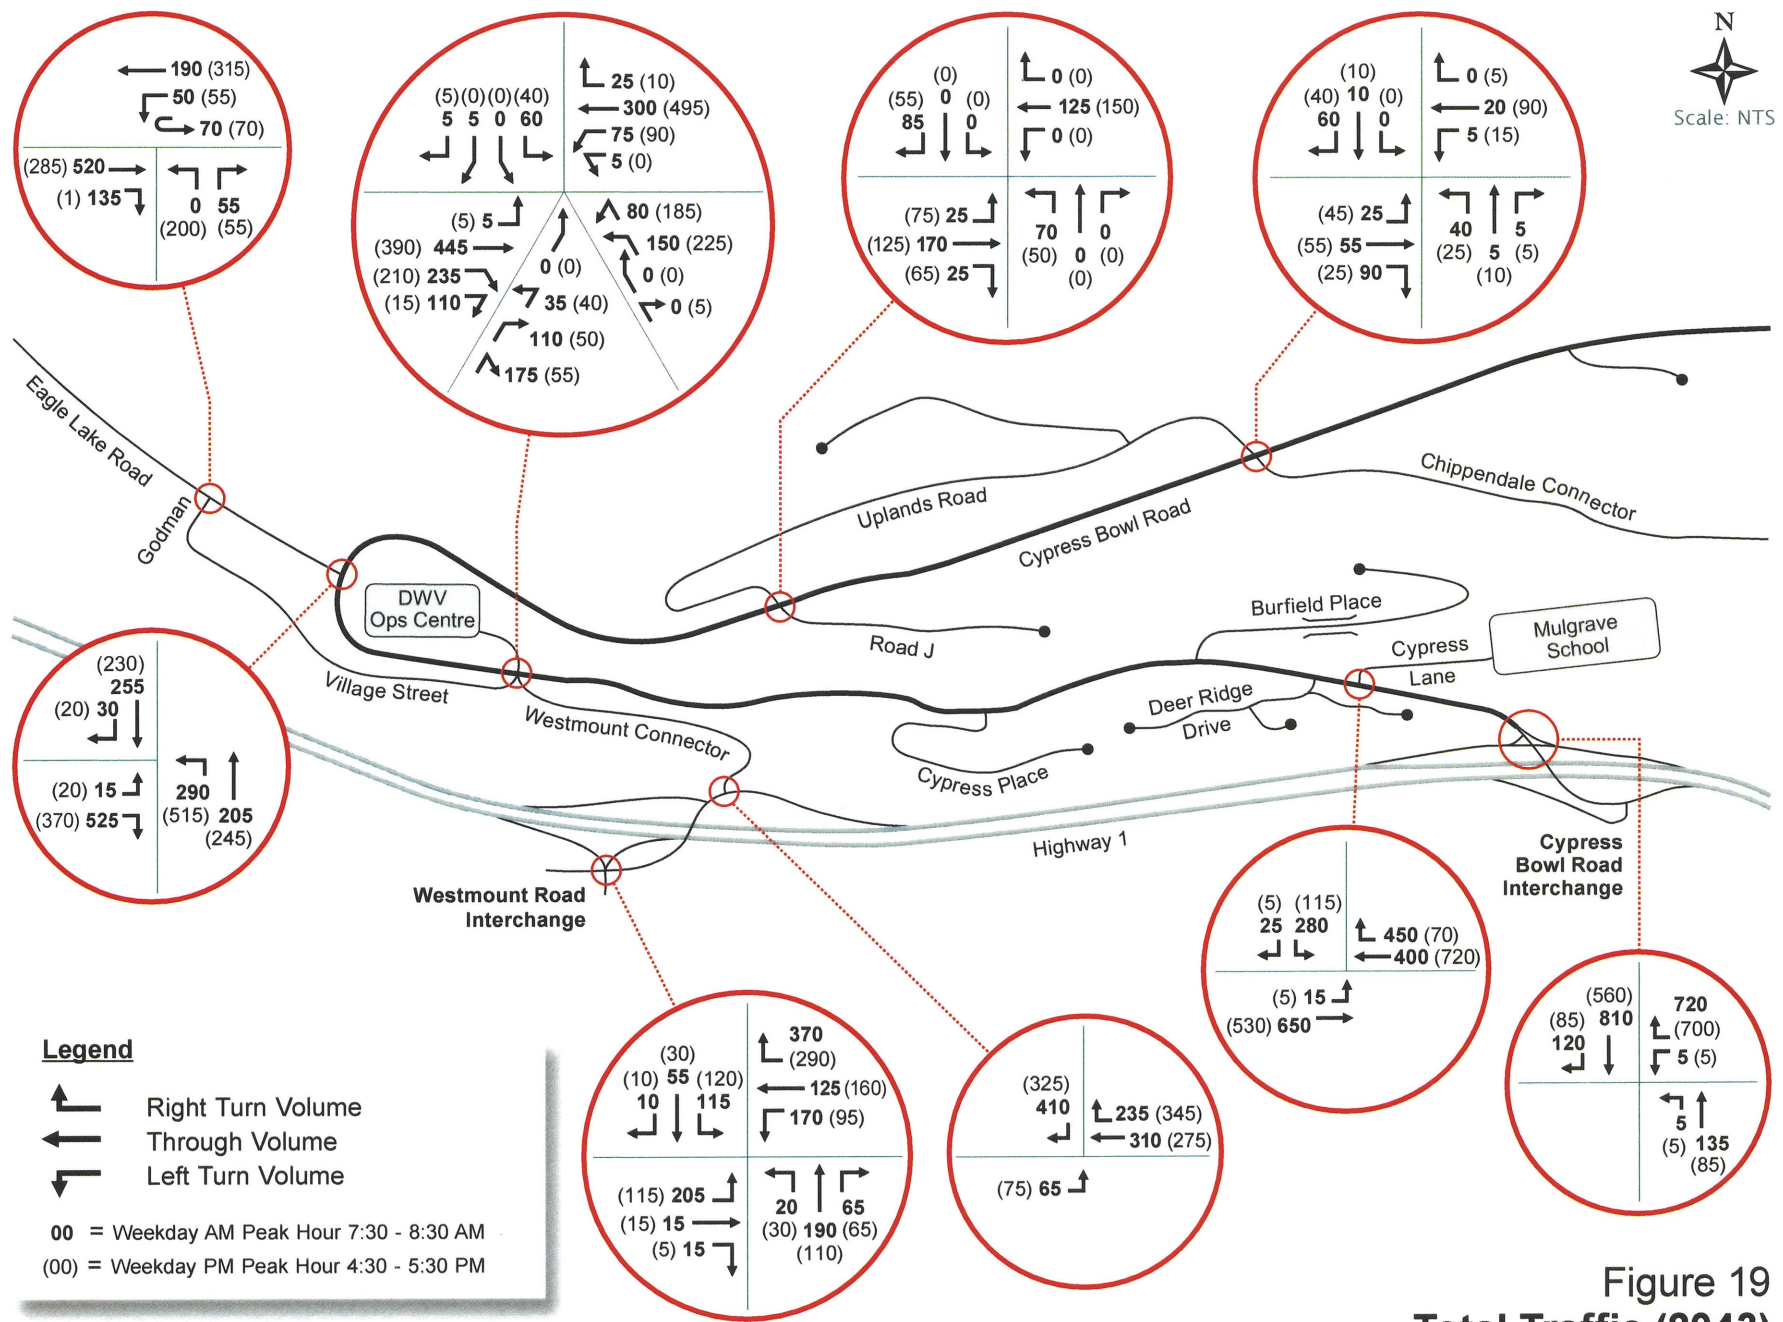 190 (315)
50 (55)
70 (70)
(285) 520
(1) 135
0 55
(200) (55)
(5)(0)(0)(40)
5 5 0 60
25 (10)
300 (495)
75 (90)
5 (0)
(5) 5
(390) 445
(210) 235
(15) 110
0 (0)
35 (40)
110 (50)
175 (55)
80 (185)
150 (225)
0 (0)
0 (5)
(0)
(55) 0 (0)
85 0
0 (0)
125 (150)
0 (0)
(75) 25
(125) 170
(65) 25
70 0
(50) 0 (0)
(0)
(10)
(40) 10 (0)
60 0
0 (5)
20 (90)
5 (15)
(45) 25
(55) 55
(25) 90
40 5
(25) 5 (5)
(10)
N
Scale: NTS
Eagle Lake Road
Godman
DWV
Ops Centre
Village Street
Westmount Connector
Uplands Road
Cypress Bowl Road
Chippendale Connector
Road J
Burfield Place
Cypress
Lane
Mulgrave
School
Deer Ridge
Drive
Cypress Place
Highway 1
Westmount Road
Interchange
Cypress
Bowl Road
Interchange
(230)
255
(20) 30
(20) 15
(370) 525
290
(515) 205
(245)
(5) (115)
25 280
450 (70)
400 (720)
(5) 15
(530) 650
(560)
(85) 810
120
720
(700)
5 (5)
5
(5) 135
(85)
(30)
(10) 55 (120)
10 115
370
(290)
125 (160)
170 (95)
(115) 205
(15) 15
(5) 15
20 65
(30) 190 (65)
(110)
(325)
410
235 (345)
310 (275)
(75) 65
Legend
Right Turn Volume
Through Volume
Left Turn Volume
00 = Weekday AM Peak Hour 7:30 - 8:30 AM
(00) = Weekday PM Peak Hour 4:30 - 5:30 PM
Figure 19
Total Traffic (2043)